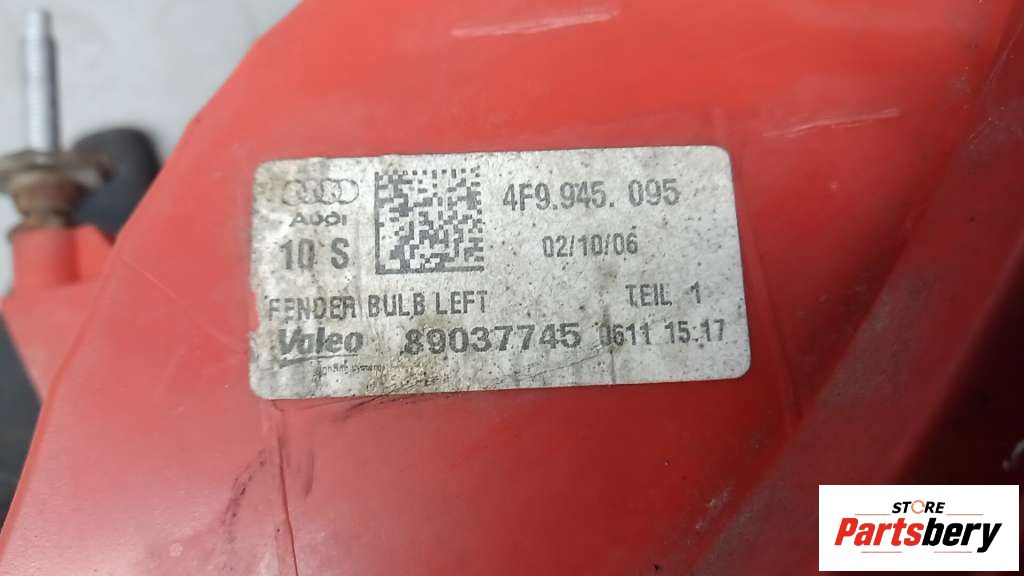 4F9.945. 095
AUDI
10 S
02/10/06
FENDER BULB LEFT TEIL 1
Valeo 89037745 0611 15:17
STORE
Partsbery